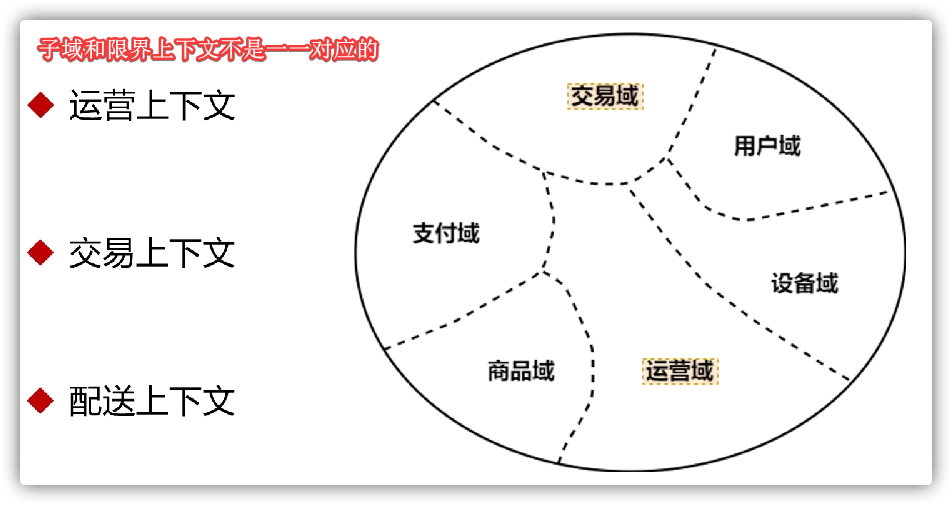 子域和限界上下文不是一一对应的
运营上下文
交易上下文
配送上下文
交易域
用户域
支付域
设备域
商品域
运营域